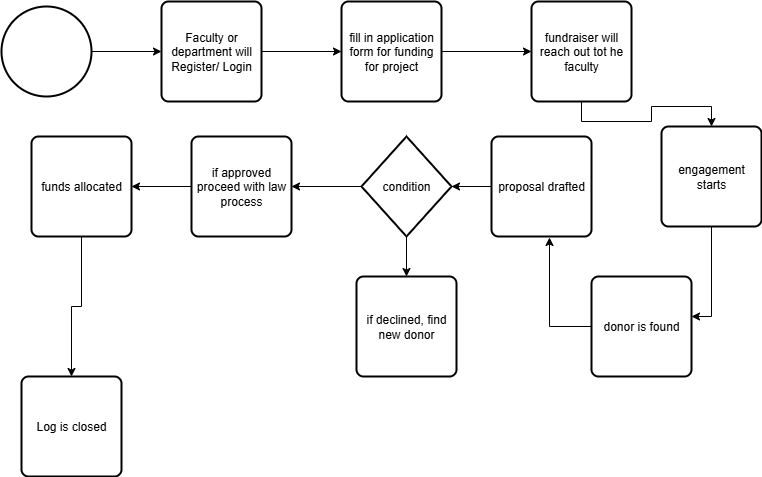 Faculty or
department will
Register/ Login
fill in application
form for funding
for project
fundraiser will
reach out tot he
faculty
engagement
starts
donor is found
proposal drafted
condition
if approved
proceed with law
process
funds allocated
if declined, find
new donor
Log is closed